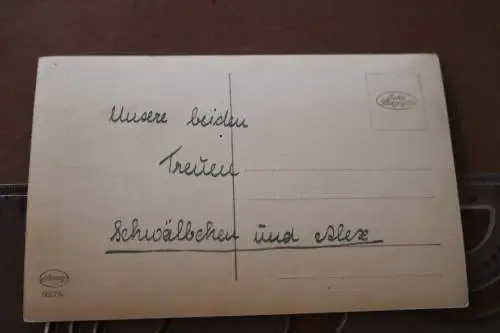 Unsere beiden
Treuen
Schwälbchen und Alex